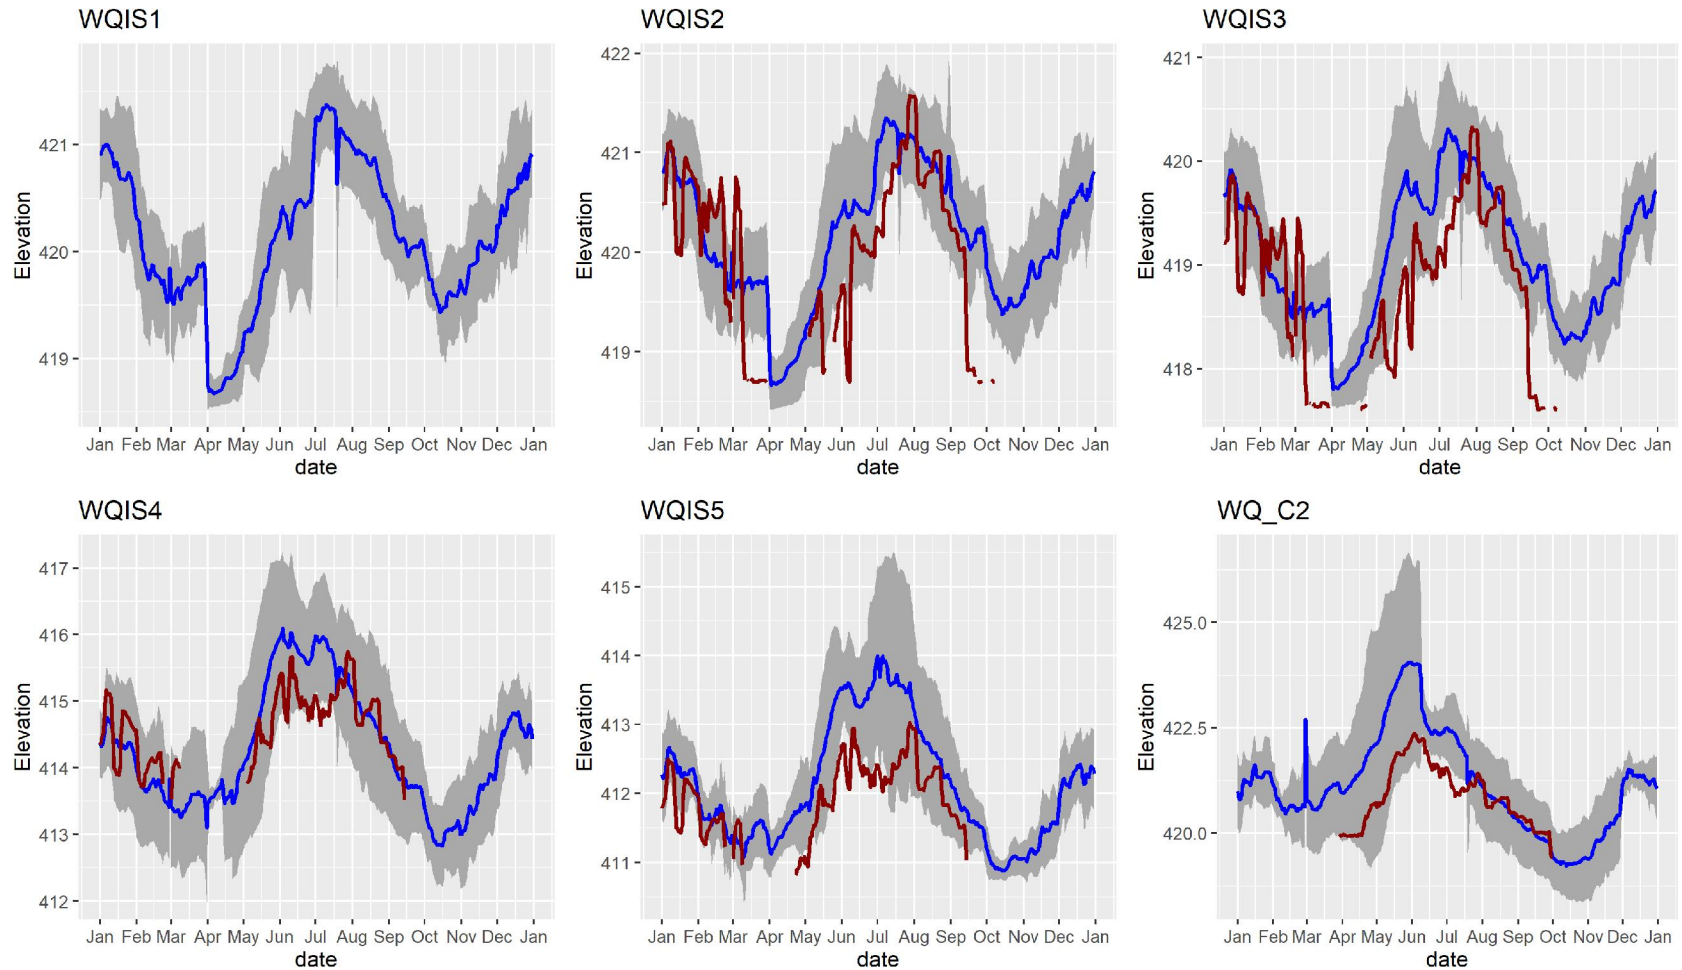 WQIS1
Elevation
421
420
419
Jan Feb Mar Apr May Jun Jul Aug Sep Oct Nov Dec Jan
date
WQIS2
Elevation
422
421
420
419
Jan Feb Mar Apr May Jun Jul Aug Sep Oct Nov Dec Jan
date
WQIS3
Elevation
421
420
419
418
Jan Feb Mar Apr May Jun Jul Aug Sep Oct Nov Dec Jan
date
WQIS4
Elevation
417
416
415
414
413
412
Jan Feb Mar Apr May Jun Jul Aug Sep Oct Nov Dec Jan
date
WQIS5
Elevation
415
414
413
412
411
Jan Feb Mar Apr May Jun Jul Aug Sep Oct Nov Dec Jan
date
WQ_C2
Elevation
425.0
422.5
420.0
Jan Feb Mar Apr May Jun Jul Aug Sep Oct Nov Dec Jan
date